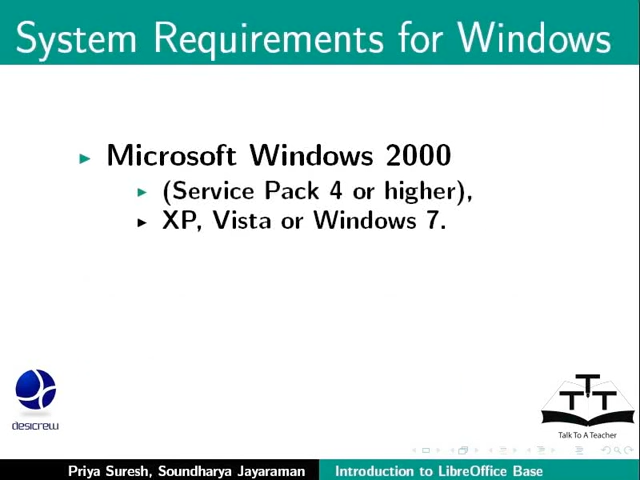 System Requirements for Windows
Microsoft Windows 2000
(Service Pack 4 or higher),
XP, Vista or Windows 7.
desicrew
T T T
Talk To A Teacher
Priya Suresh, Soundharya Jayaraman
Introduction to LibreOffice Base